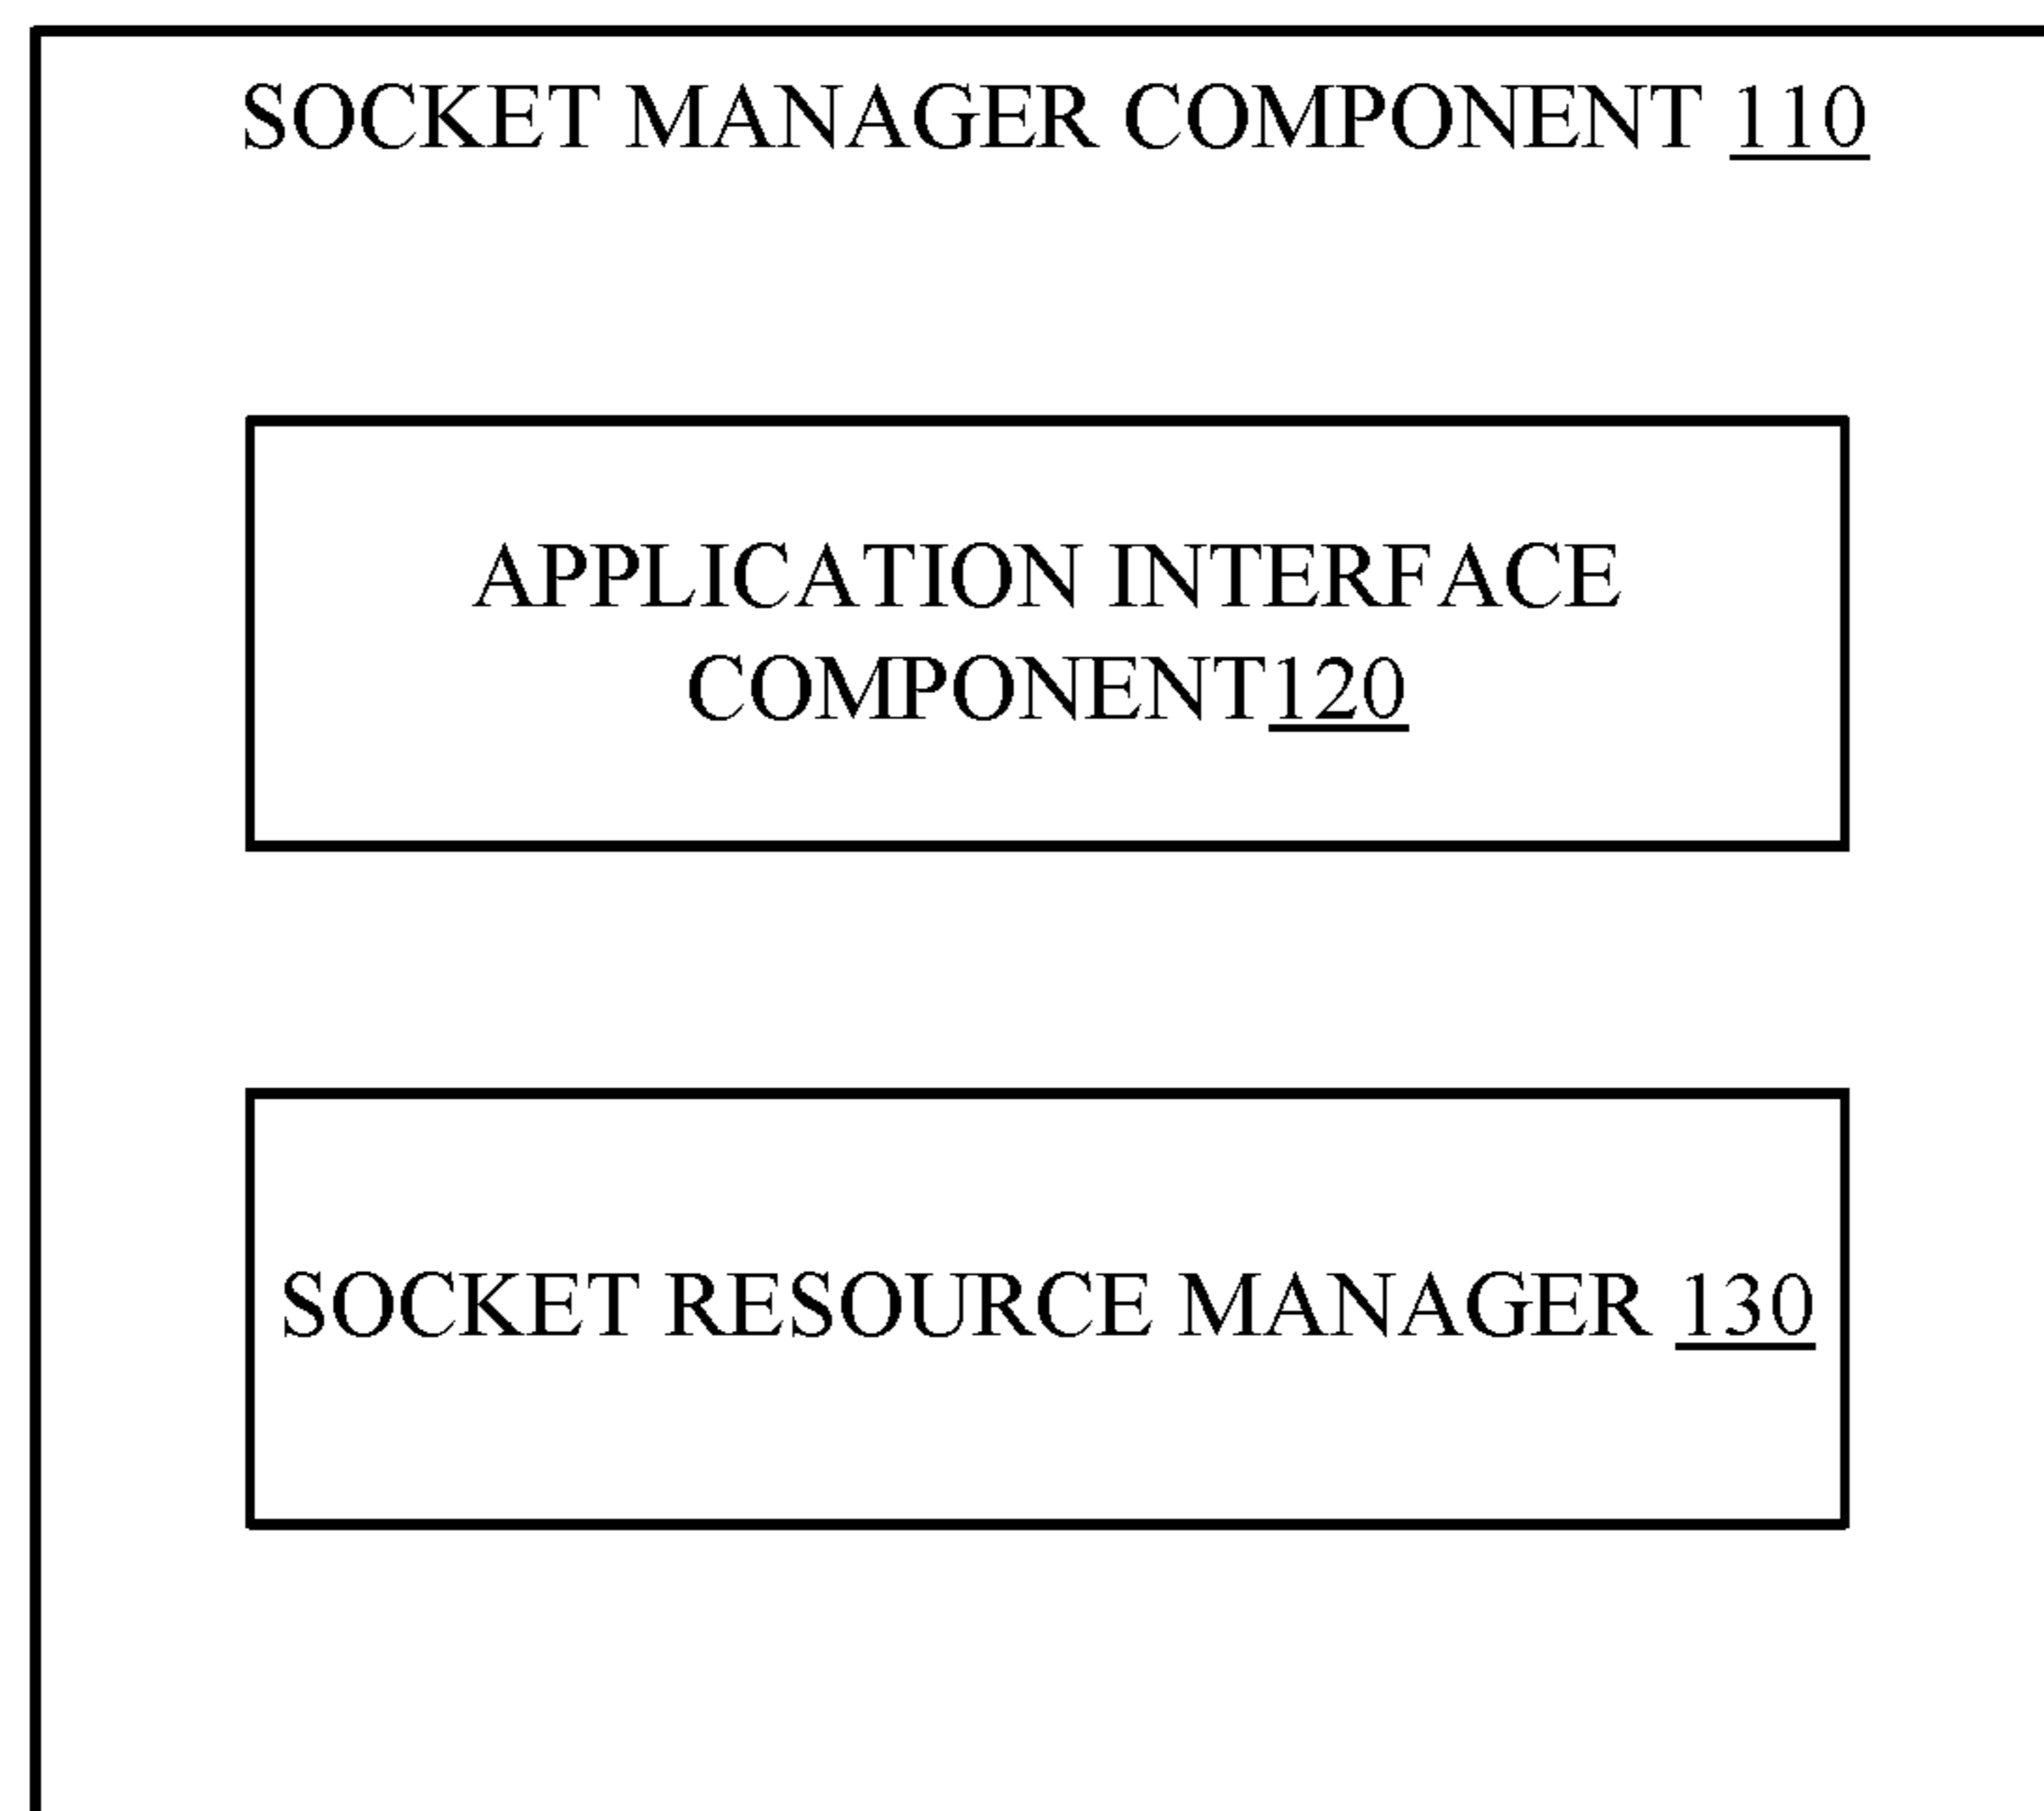 SOCKET MANAGER COMPONENT 110
APPLICATION INTERFACE
COMPONENT120
SOCKET RESOURCE MANAGER 130